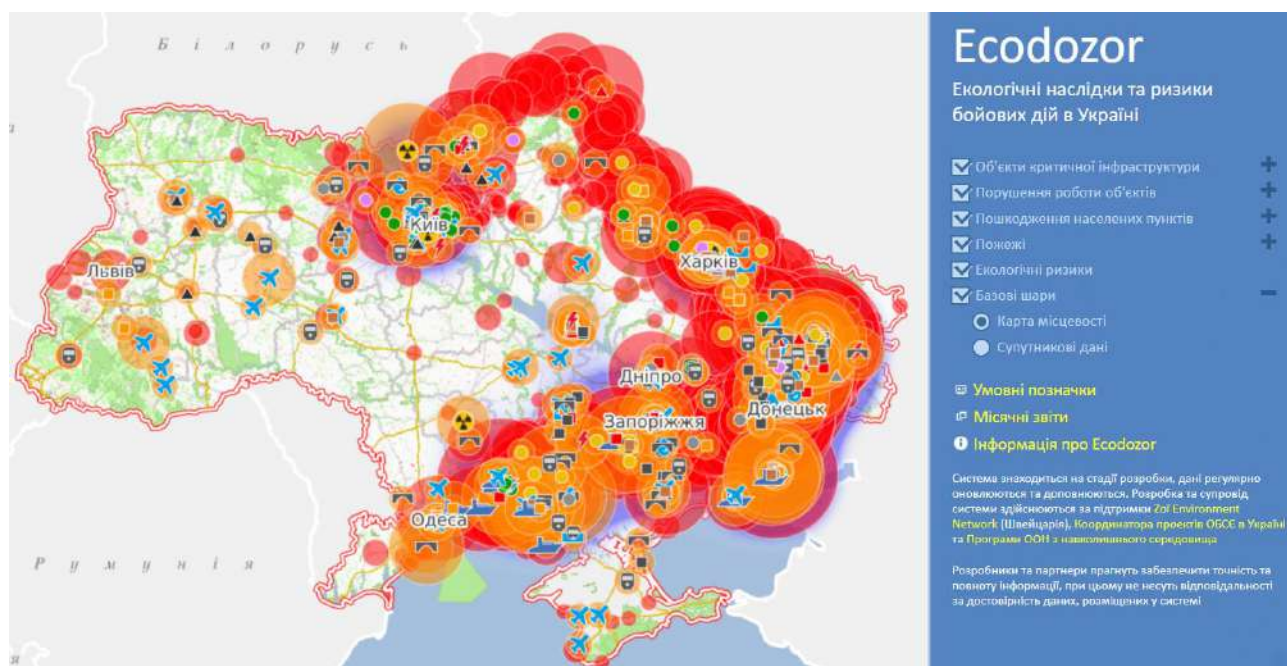 Білорусь
Київ
Харків
Львів
Дніпро
Донецьк
Запоріжжя
Одеса
Румунія
Ecodozor
Екологічні наслідки та ризики
бойових дій в Україні
Об'єкти критичної інфраструктури
Порушення роботи об'єктів
Пошкодження населених пунктів
Пожежі
Екологічні ризики
Базові шари
Карта місцевості
Супутникові дані
Умовні позначки
Місячні звіти
Інформація про Ecodozor
Система знаходиться на стадії розробки, дані регулярно
оновлюються та доповнюються. Розробка та супровід
системи здійснюються за підтримки Zoï Environment
Network (Швейцарія), Координатора проектів ОБСЄ в Україні
та Програми ООН з навколишнього середовища
Розробники та партнери прагнуть забезпечити точність та
повноту інформації, при цьому не несуть відповідальності
за достовірність даних, розміщених у системі